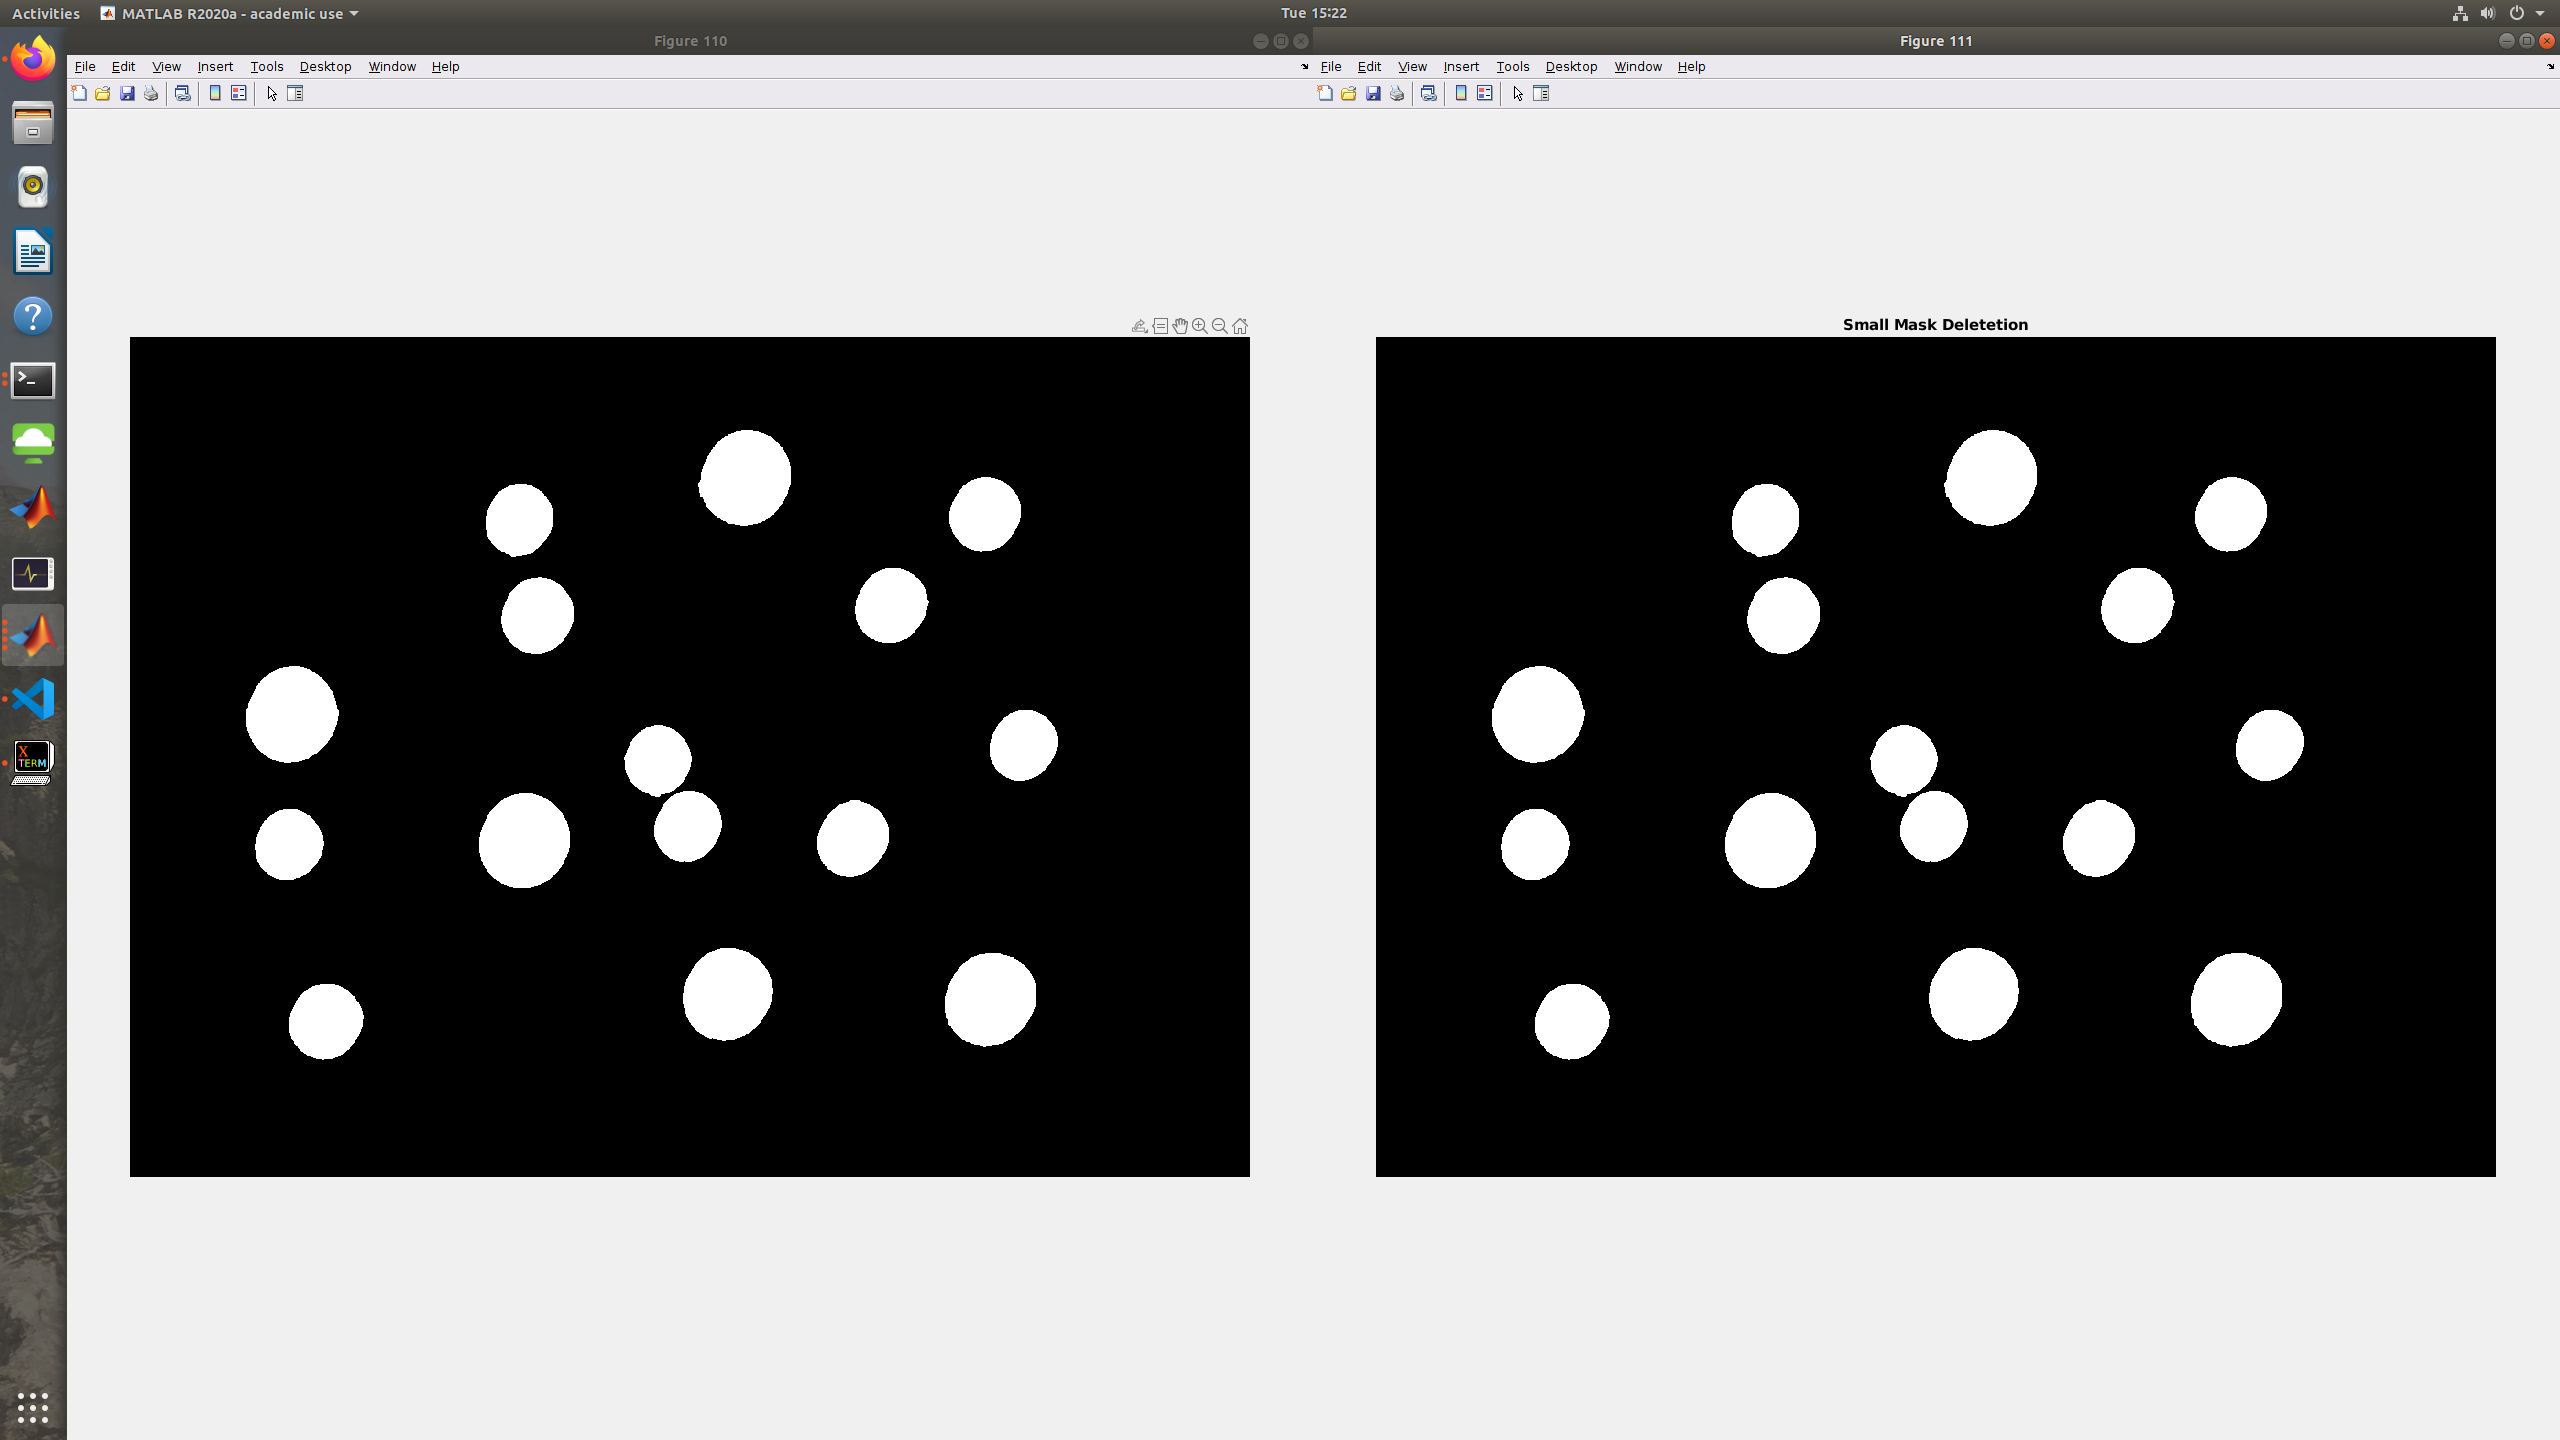 Activities MATLAB R2020a - academic use Tue 15:22
Figure 110
File Edit View Insert Tools Desktop Window Help
Figure 111
File Edit View Insert Tools Desktop Window Help
Small Mask Deletetion
X
TERM